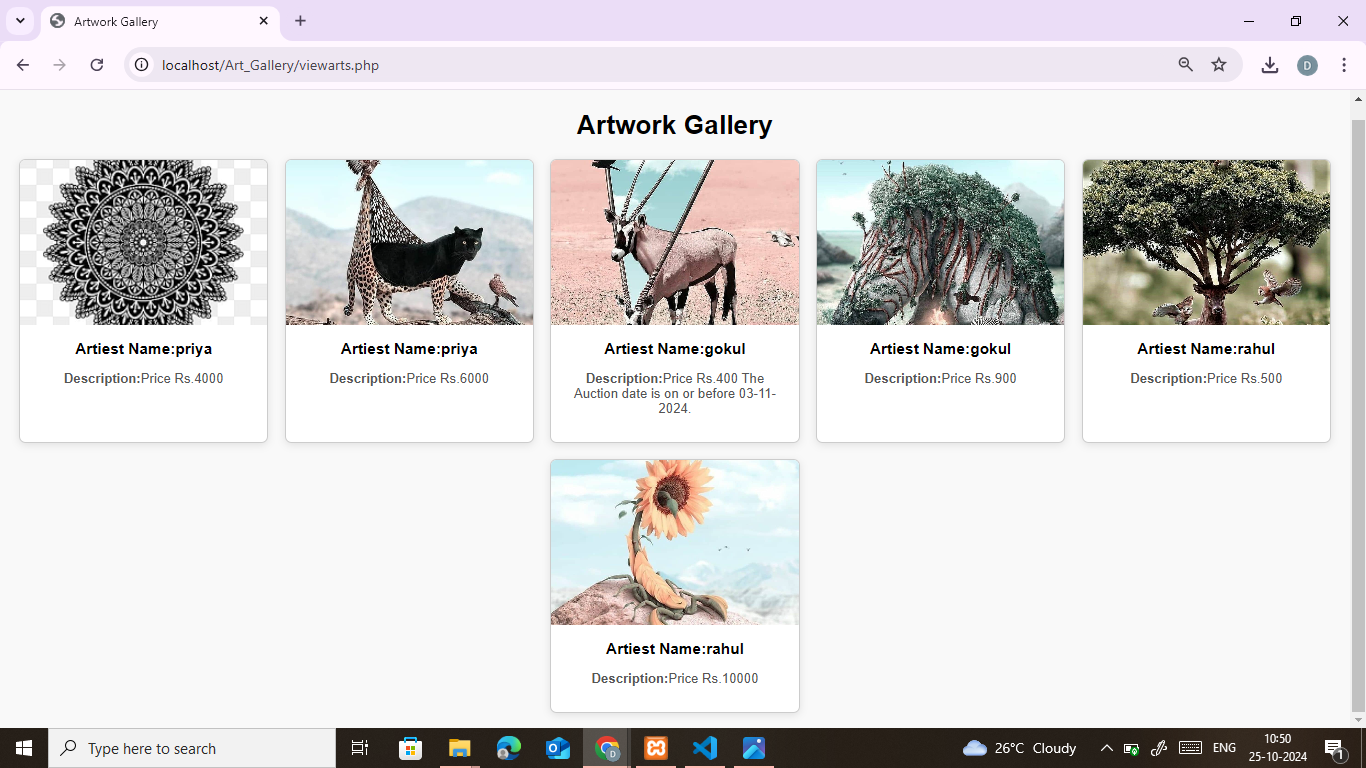 Artwork Gallery
localhost/Art_Gallery/viewarts.php
D
Artwork Gallery
Artiest Name:priya
Description:Price Rs.4000
Artiest Name:priya
Description:Price Rs.6000
Artiest Name:gokul
Description:Price Rs.400 The
Auction date is on or before 03-11-
2024.
Artiest Name:gokul
Description:Price Rs.900
Artiest Name:rahul
Description:Price Rs.500
Artiest Name:rahul
Description:Price Rs.10000
Type here to search
D
26°C Cloudy
ENG
10:50
25-10-2024
1